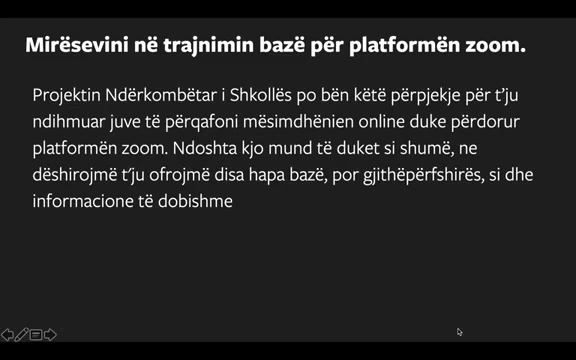 Mirësevini në trajnimin bazë për platformën zoom.
Projektin Ndërkombëtar i Shkollës po bën këtë përpjekje për t'ju
ndihmuar juve të përqafoni mësimdhënien online duke përdorur
platformën zoom. Ndoshta kjo mund të duket si shumë, ne
dëshirojmë t'ju ofrojmë disa hapa bazë, por gjithëpërfshirës, si dhe
informacione të dobishme